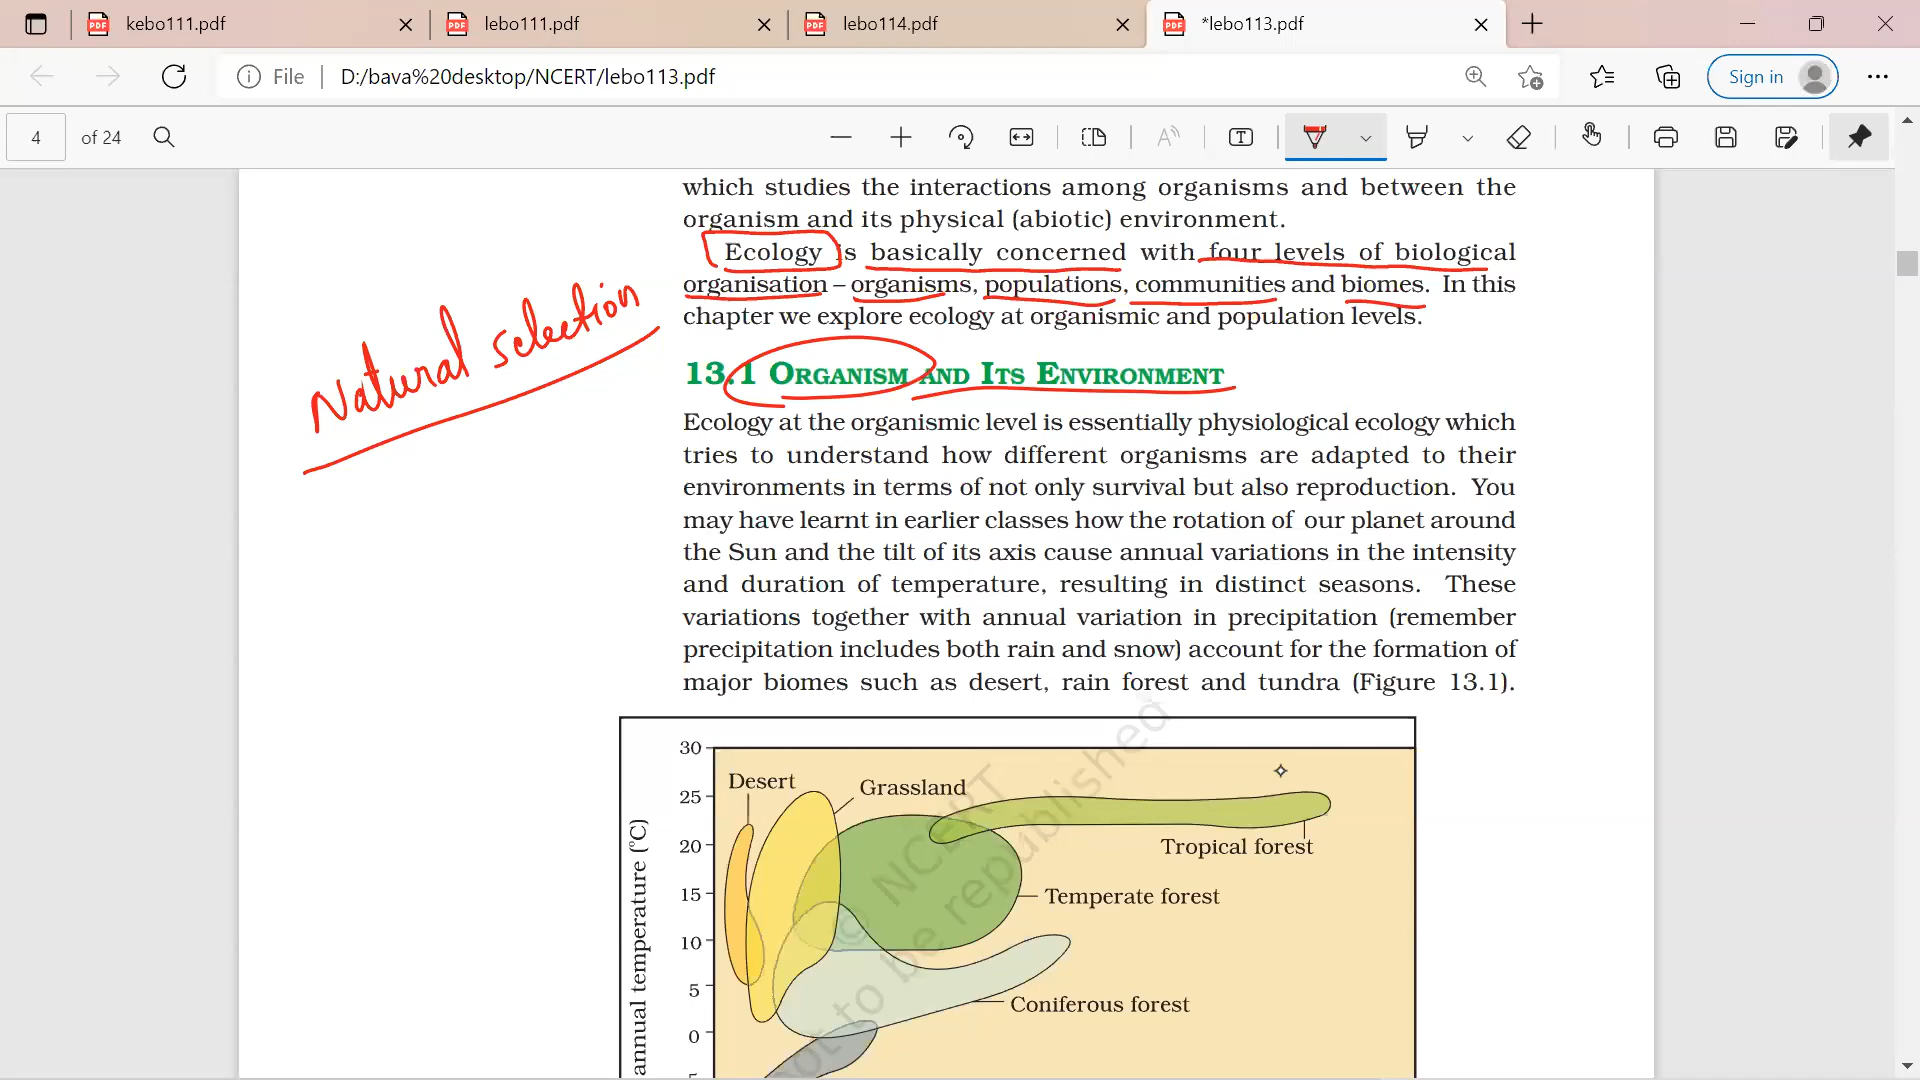 kebo111.pdf
lebo111.pdf
lebo114.pdf
*lebo113.pdf
File
D:/bava%20desktop/NCERT/lebo113.pdf
Sign in
4 of 24
which studies the interactions among organisms and between the
organism and its physical (abiotic) environment.
Ecology is basically concerned with four levels of biological
organisation – organisms, populations, communities and biomes. In this
chapter we explore ecology at organismic and population levels.
Natural selection
13.1 ORGANISM AND ITS ENVIRONMENT
Ecology at the organismic level is essentially physiological ecology which
tries to understand how different organisms are adapted to their
environments in terms of not only survival but also reproduction. You
may have learnt in earlier classes how the rotation of our planet around
the Sun and the tilt of its axis cause annual variations in the intensity
and duration of temperature, resulting in distinct seasons. These
variations together with annual variation in precipitation (remember
precipitation includes both rain and snow) account for the formation of
major biomes such as desert, rain forest and tundra (Figure 13.1).
30
Desert
Grassland
25
20
Tropical forest
15
Temperate forest
10
5
Coniferous forest
0
annual temperature (°C)
© NCERT
not to be republished